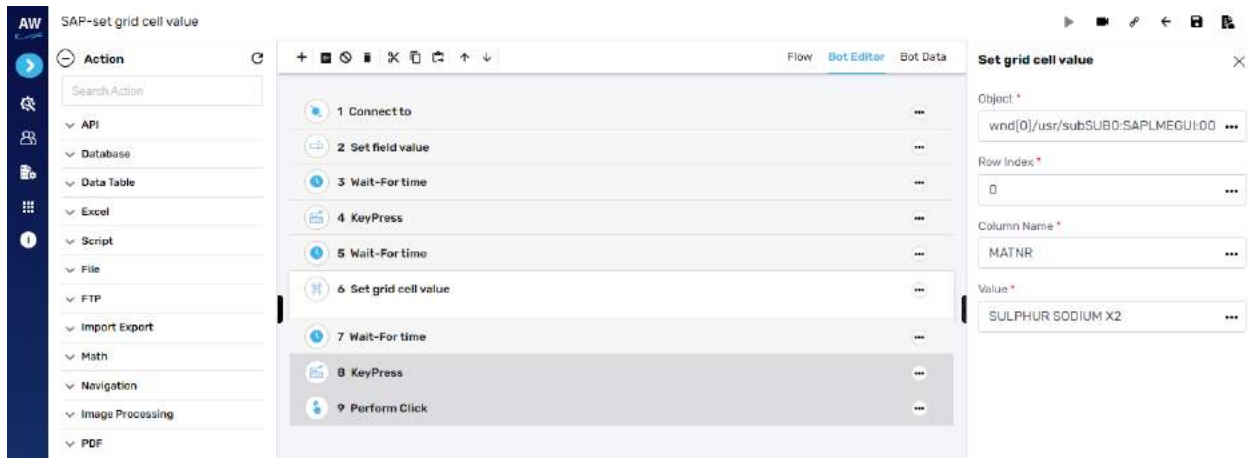 AW
SAP-set grid cell value
Action
Search Action
API
Database
Data Table
Excel
Script
File
FTP
Import Export
Math
Navigation
Image Processing
PDF
Flow Bot Editor Bot Data
1 Connect to
2 Set field value
3 Wait-For time
4 KeyPress
5 Wait-For time
6 Set grid cell value
7 Wait-For time
8 KeyPress
9 Perform Click
Set grid cell value
Object *
wnd[0]/usr/subSUB0:SAPLMEGUI:00
Row Index *
0
Column Name *
MATNR
Value *
SULPHUR SODIUM X2